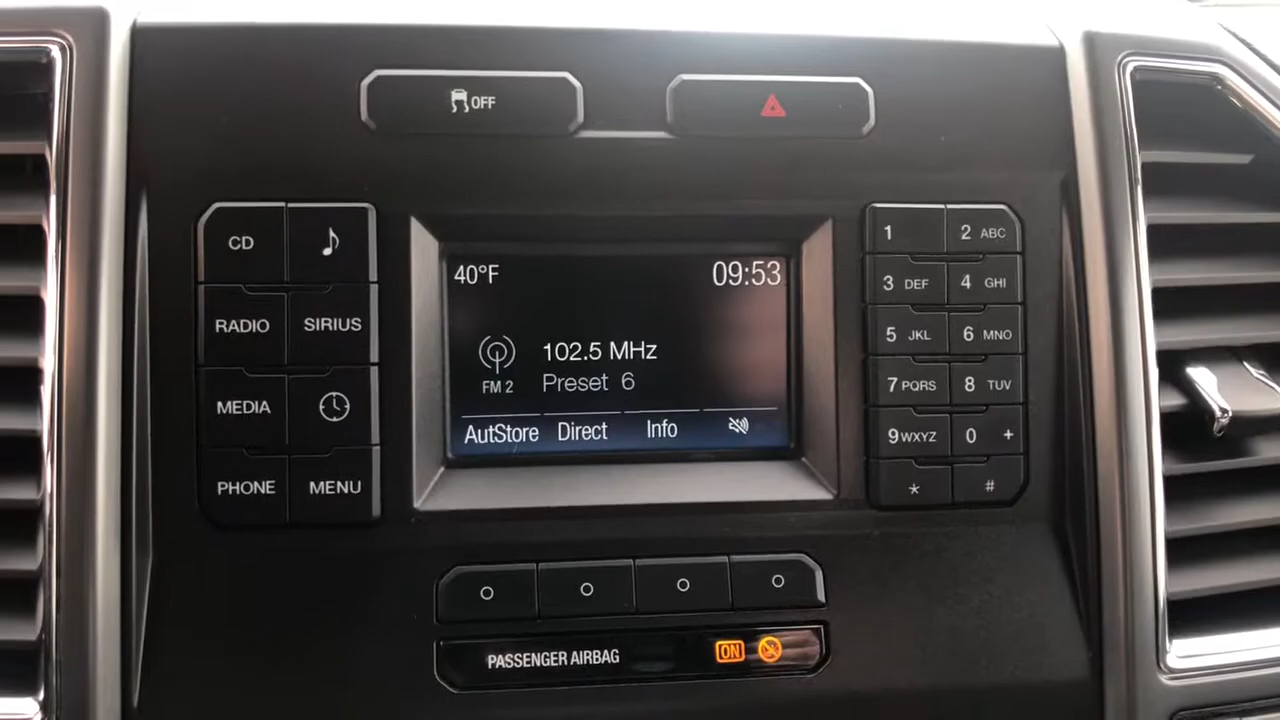 OFF
CD
RADIO SIRIUS
MEDIA
PHONE MENU
40°F 09:53
102.5 MHz
FM 2 Preset 6
AutStore Direct Info
1 2 ABC
3 DEF 4 GHI
5 JKL 6 MNO
7 PQRS 8 TUV
9 WXYZ 0 +
* #
PASSENGER AIRBAG ON